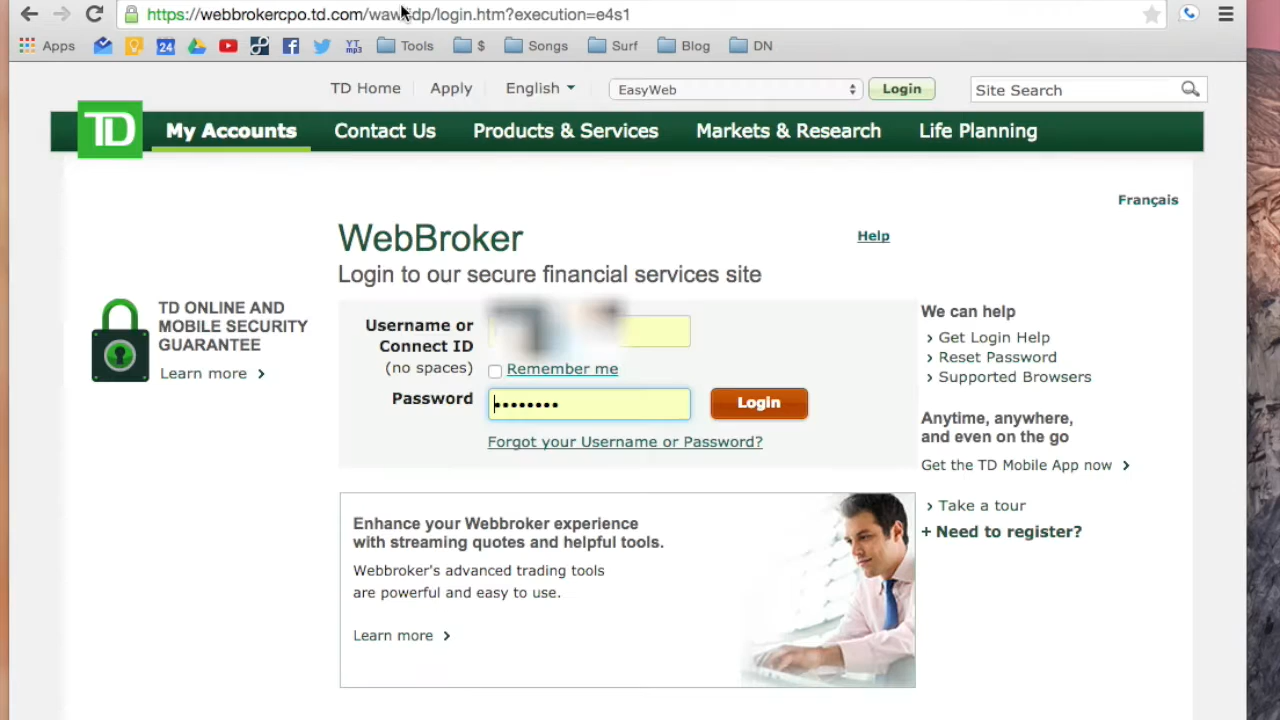 https://webbrokercpo.td.com/waw/idp/login.htm?execution=e4s1
Apps
24
YT
mp3
Tools
$
Songs
Surf
Blog
DN
TD Home
Apply
English
EasyWeb
Login
Site Search
TD
My Accounts
Contact Us
Products & Services
Markets & Research
Life Planning
Français
WebBroker
Help
Login to our secure financial services site
TD ONLINE AND
MOBILE SECURITY
GUARANTEE
Learn more
Username or
Connect ID
(no spaces)
Remember me
Password
Login
Forgot your Username or Password?
We can help
Get Login Help
Reset Password
Supported Browsers
Anytime, anywhere,
and even on the go
Get the TD Mobile App now
Take a tour
+ Need to register?
Enhance your Webbroker experience
with streaming quotes and helpful tools.
Webbroker's advanced trading tools
are powerful and easy to use.
Learn more